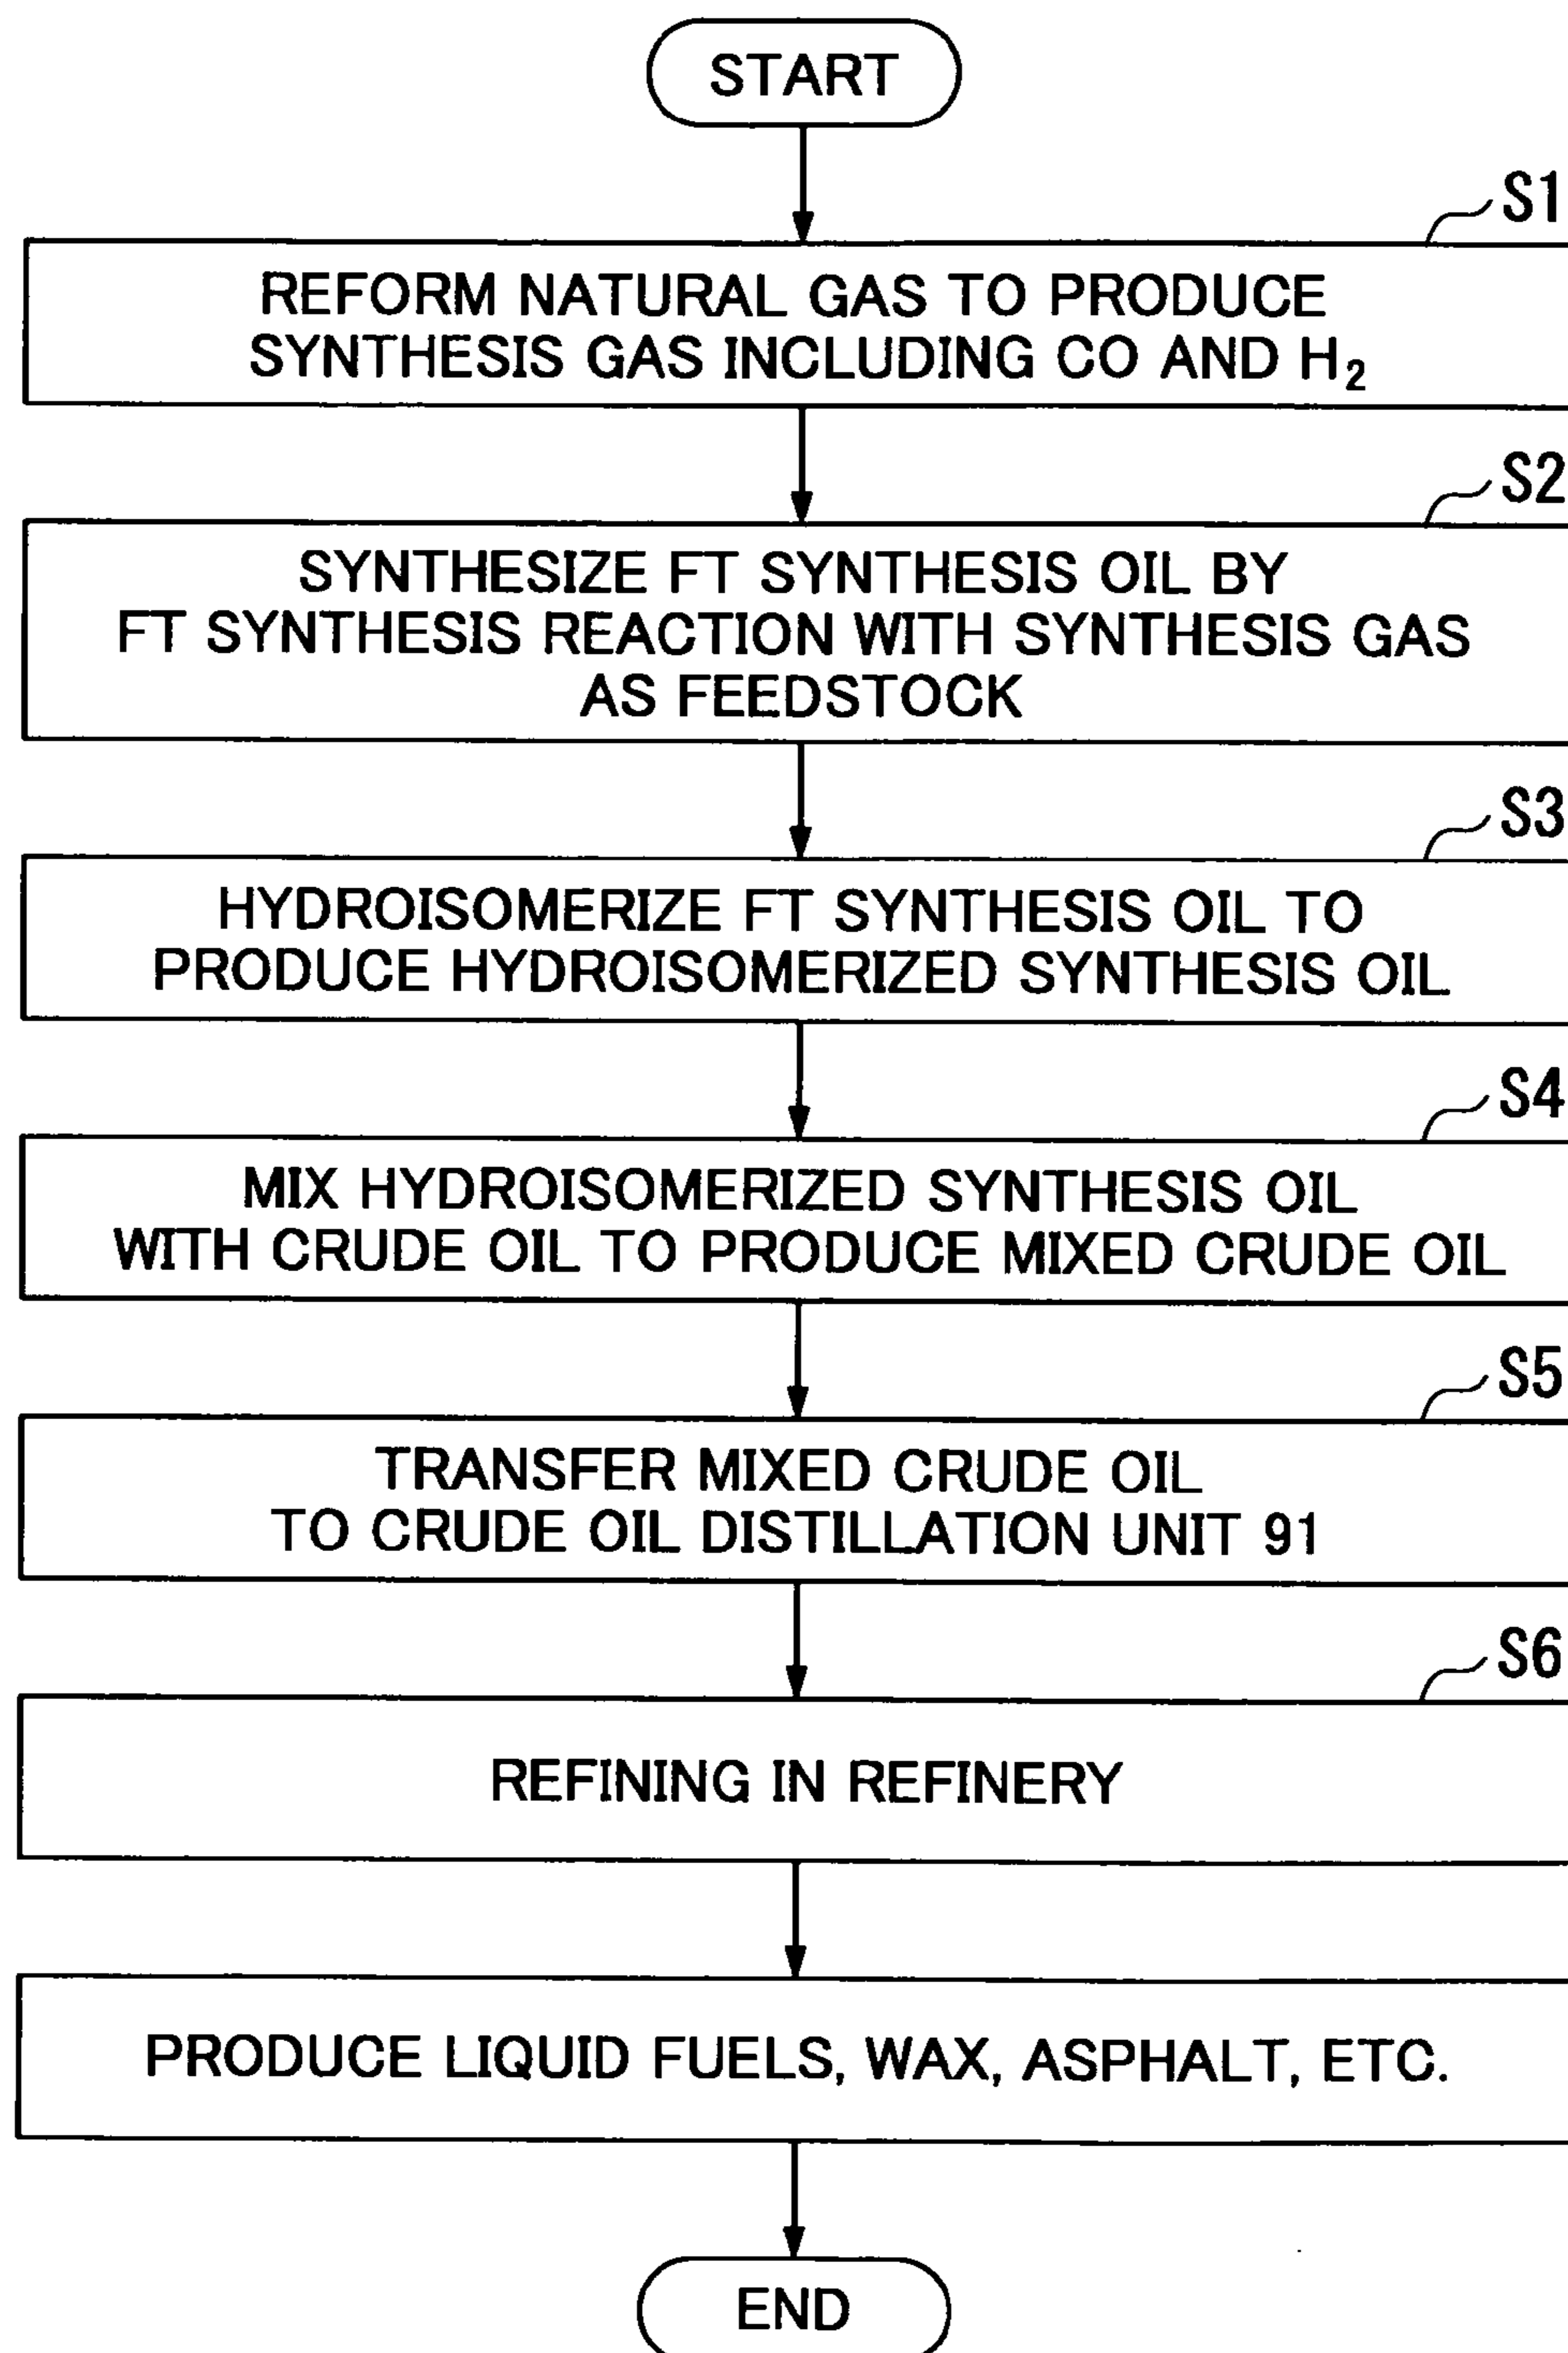 START
S1
REFORM NATURAL GAS TO PRODUCE
SYNTHESIS GAS INCLUDING CO AND H₂
S2
SYNTHESIZE FT SYNTHESIS OIL BY
FT SYNTHESIS REACTION WITH SYNTHESIS GAS
AS FEEDSTOCK
S3
HYDROISOMERIZE FT SYNTHESIS OIL TO
PRODUCE HYDROISOMERIZED SYNTHESIS OIL
S4
MIX HYDROISOMERIZED SYNTHESIS OIL
WITH CRUDE OIL TO PRODUCE MIXED CRUDE OIL
S5
TRANSFER MIXED CRUDE OIL
TO CRUDE OIL DISTILLATION UNIT 91
S6
REFINING IN REFINERY
PRODUCE LIQUID FUELS, WAX, ASPHALT, ETC.
END